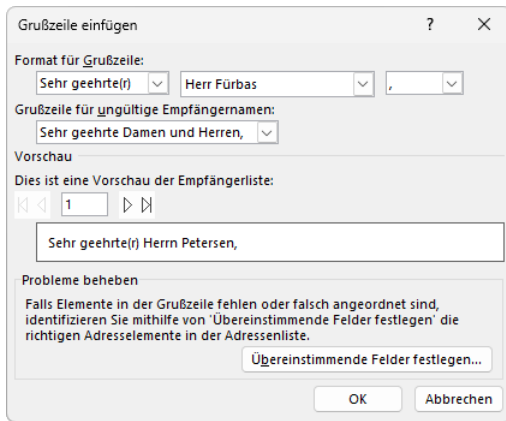 Grußzeile einfügen ?
Format für Grußzeile:
Sehr geehrte(r) Herr Fürbas ,
Grußzeile für ungültige Empfängernamen:
Sehr geehrte Damen und Herren,
Vorschau
Dies ist eine Vorschau der Empfängerliste:
1
Sehr geehrte(r) Herrn Petersen,
Probleme beheben
Falls Elemente in der Grußzeile fehlen oder falsch angeordnet sind,
identifizieren Sie mithilfe von 'Übereinstimmende Felder festlegen' die
richtigen Adresselemente in der Adressenliste.
Übereinstimmende Felder festlegen...
OK Abbrechen